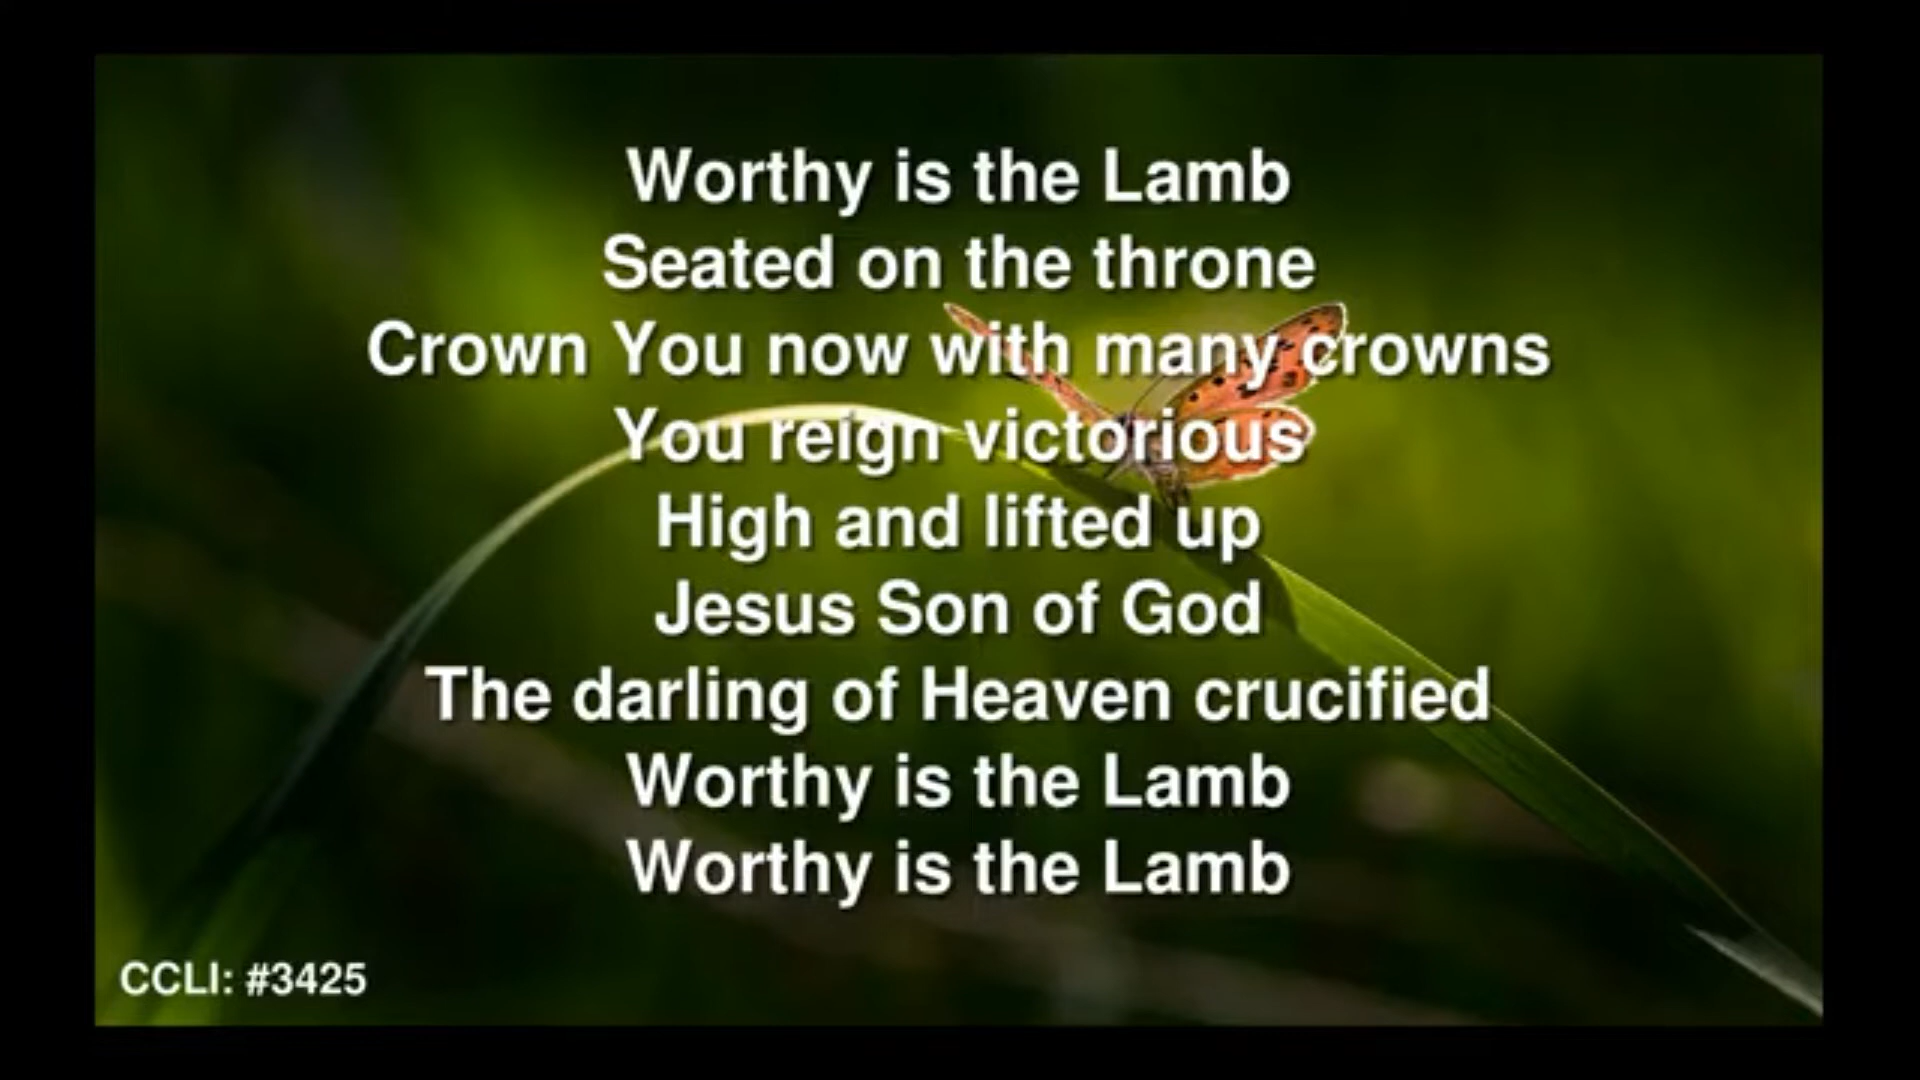 Worthy is the Lamb
Seated on the throne
Crown You now with many crowns
You reign victorious
High and lifted up
Jesus Son of God
The darling of Heaven crucified
Worthy is the Lamb
Worthy is the Lamb
CCLI: #3425